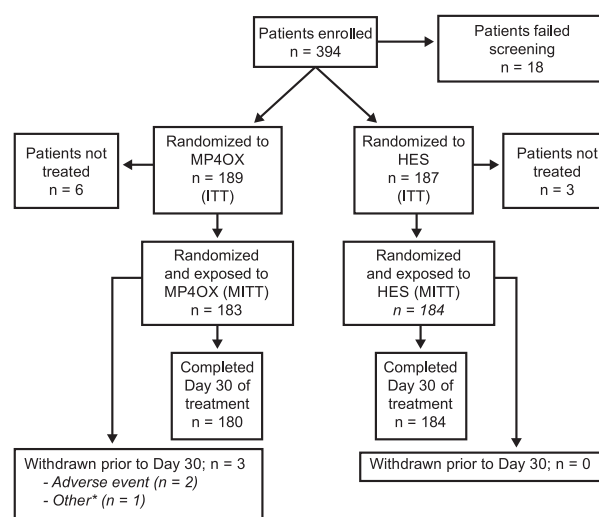 Patients enrolled
n = 394
Patients failed
screening
n = 18
Patients not
treated
n = 6
Randomized to
MP4OX
n = 189
(ITT)
Randomized to
HES
n = 187
(ITT)
Patients not
treated
n = 3
Randomized
and exposed to
MP4OX (MITT)
n = 183
Randomized
and exposed to
HES (MITT)
n = 184
Completed
Day 30 of
treatment
n = 180
Completed
Day 30 of
treatment
n = 184
Withdrawn prior to Day 30; n = 3
- Adverse event (n = 2)
- Other* (n = 1)
Withdrawn prior to Day 30; n = 0